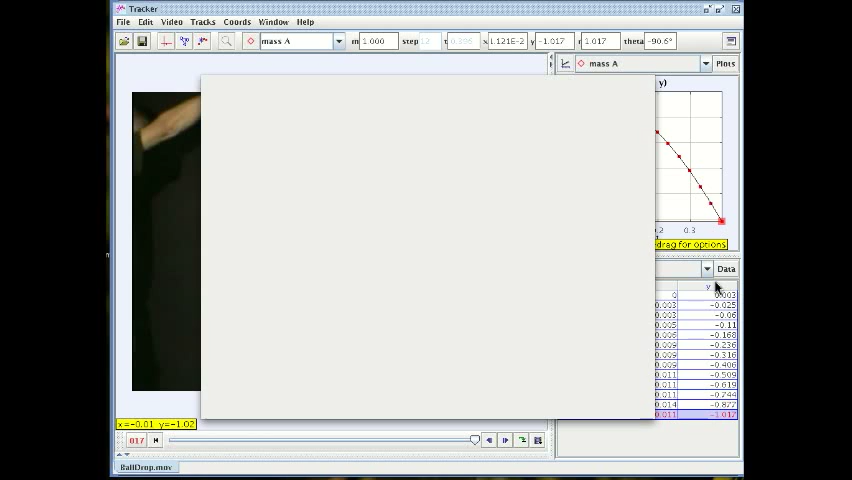 Tracker
File Edit Video Tracks Coords Window Help
mass A m 1.000 step 12 x 1.121E-2 y -1.017 r 1.017 theta -90.6°
mass A Plots
y)
.2 0.3
drag for options
Data
y
0 0.003
0.003 -0.025
0.003 -0.06
0.005 -0.11
0.006 -0.168
0.009 -0.236
0.009 -0.316
0.009 -0.406
0.011 -0.509
0.011 -0.619
0.011 -0.744
0.014 -0.877
0.011 -1.017
x=-0.01 y=-1.02
017
BallDrop.mov